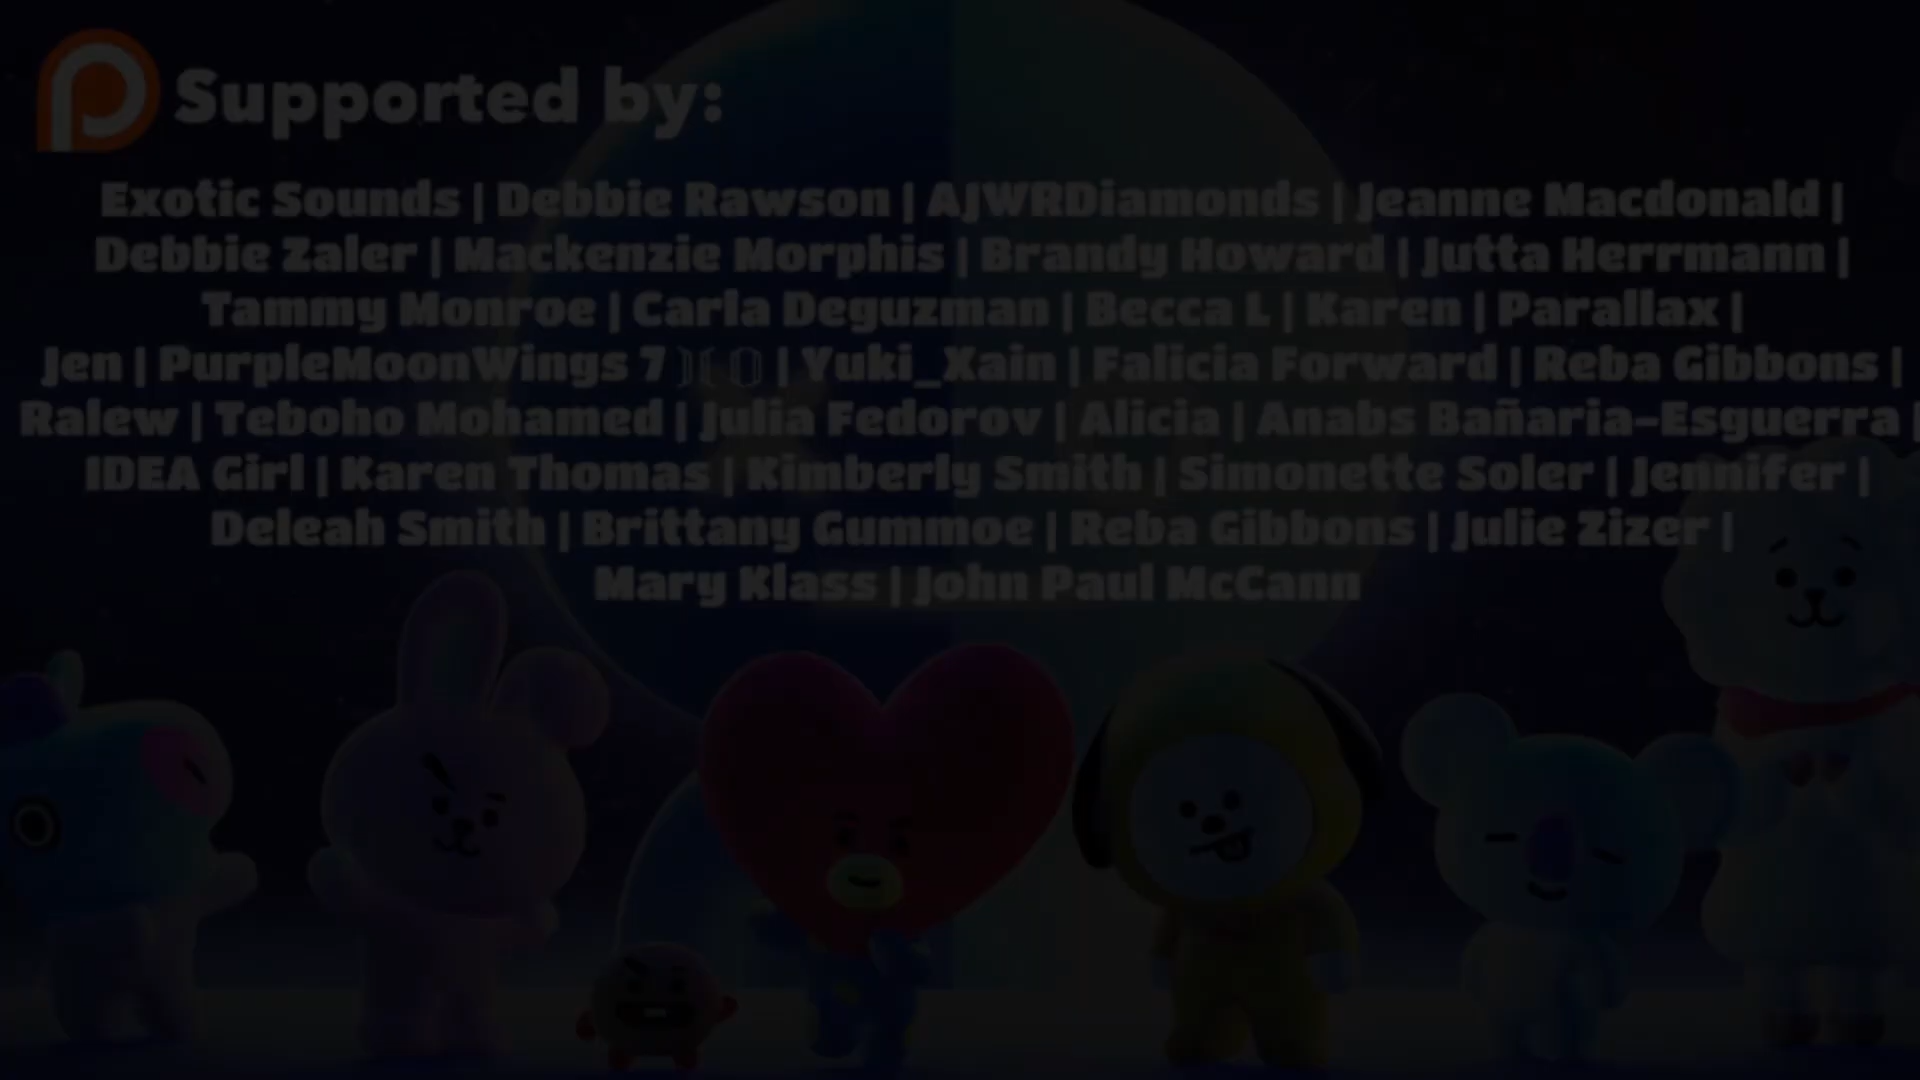 Supported by:
Exotic Sounds | Debbie Rawson | AJWRDiamonds | Jeanne Macdonald |
Debbie Zaler | Mackenzie Morphis | Brandy Howard | Jutta Herrmann |
Tammy Monroe | Carla Deguzman | Becca L | Karen | Parallax |
Jen | PurpleMoonWings 7 | Yuki_Xain | Falicia Forward | Reba Gibbons |
Ralew | Teboho Mohamed | Julia Fedorov | Alicia | Anabs Bañaria-Esguerra |
IDEA Girl | Karen Thomas | Kimberly Smith | Simonette Soler | Jennifer |
Deleah Smith | Brittany Gummoe | Reba Gibbons | Julie Zizer |
Mary Klass | John Paul McCann